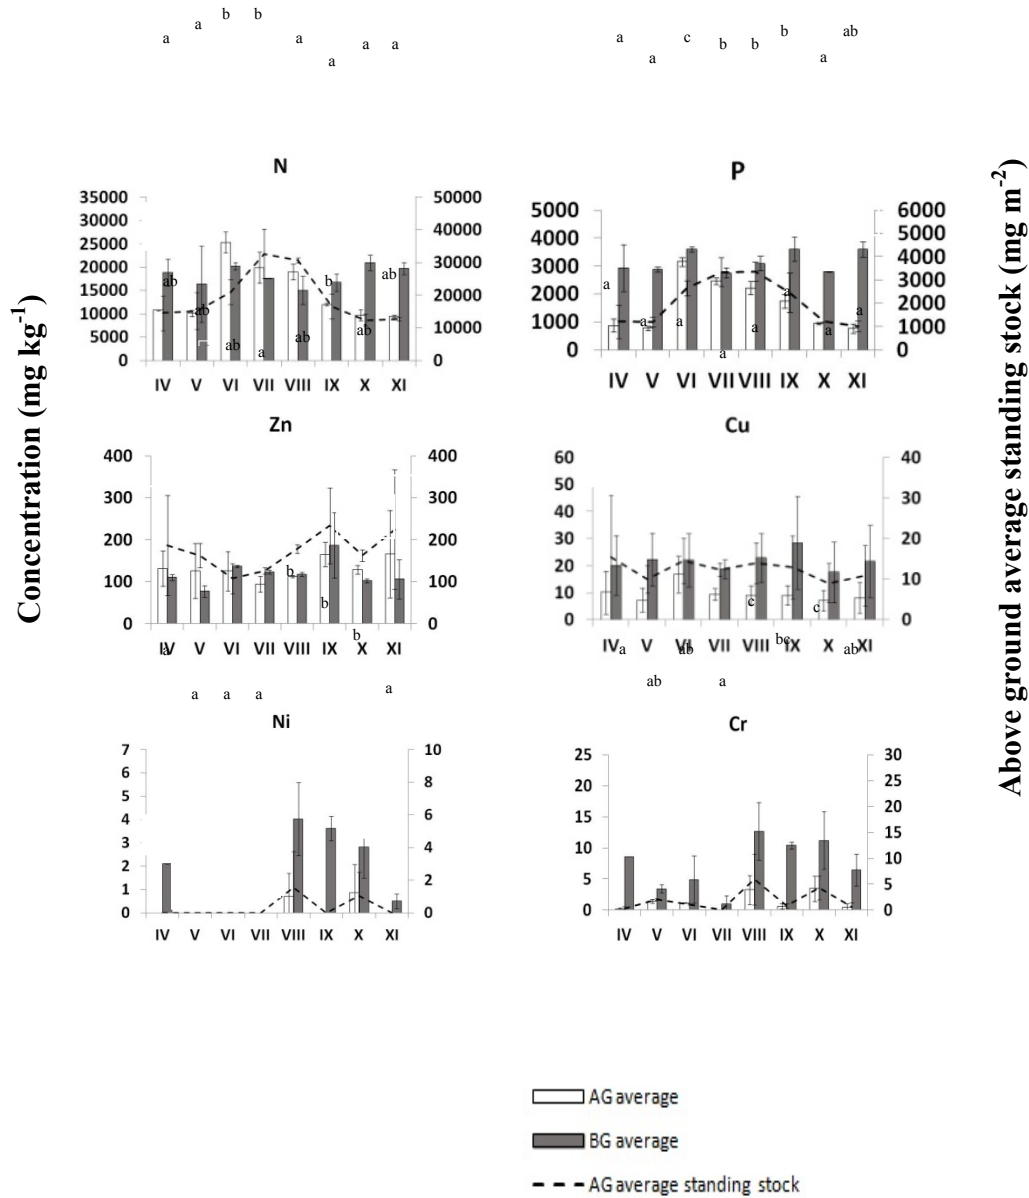 a a b b a a a a
a a c b b b a ab
N
P
Concentration (mg kg-1)
Above ground average standing stock (mg m-2)
35000 30000 25000 20000 15000 10000 5000 0
50000 40000 30000 20000 10000 0
ab ab ab a ab b ab ab
IV V VI VII VIII IX X XI
5000 4000 3000 2000 1000 0
6000 5000 4000 3000 2000 1000 0
a a a a a a a a
IV V VI VII VIII IX X XI
Zn
Cu
400 300 200 100 0
400 300 200 100 0
b b
IV V VI VII VIII IX X XI
a b
a a a a
60 50 40 30 20 10 0
40 30 20 10 0
c c
IV V VI VII VIII IX X XI
a ab bc ab
ab a
Ni
Cr
7 6 5 4 3 2 1 0
10 8 6 4 2 0
IV V VI VII VIII IX X XI
25 20 15 10 5 0
30 25 20 15 10 5 0
IV V VI VII VIII IX X XI
AG average
BG average
AG average standing stock